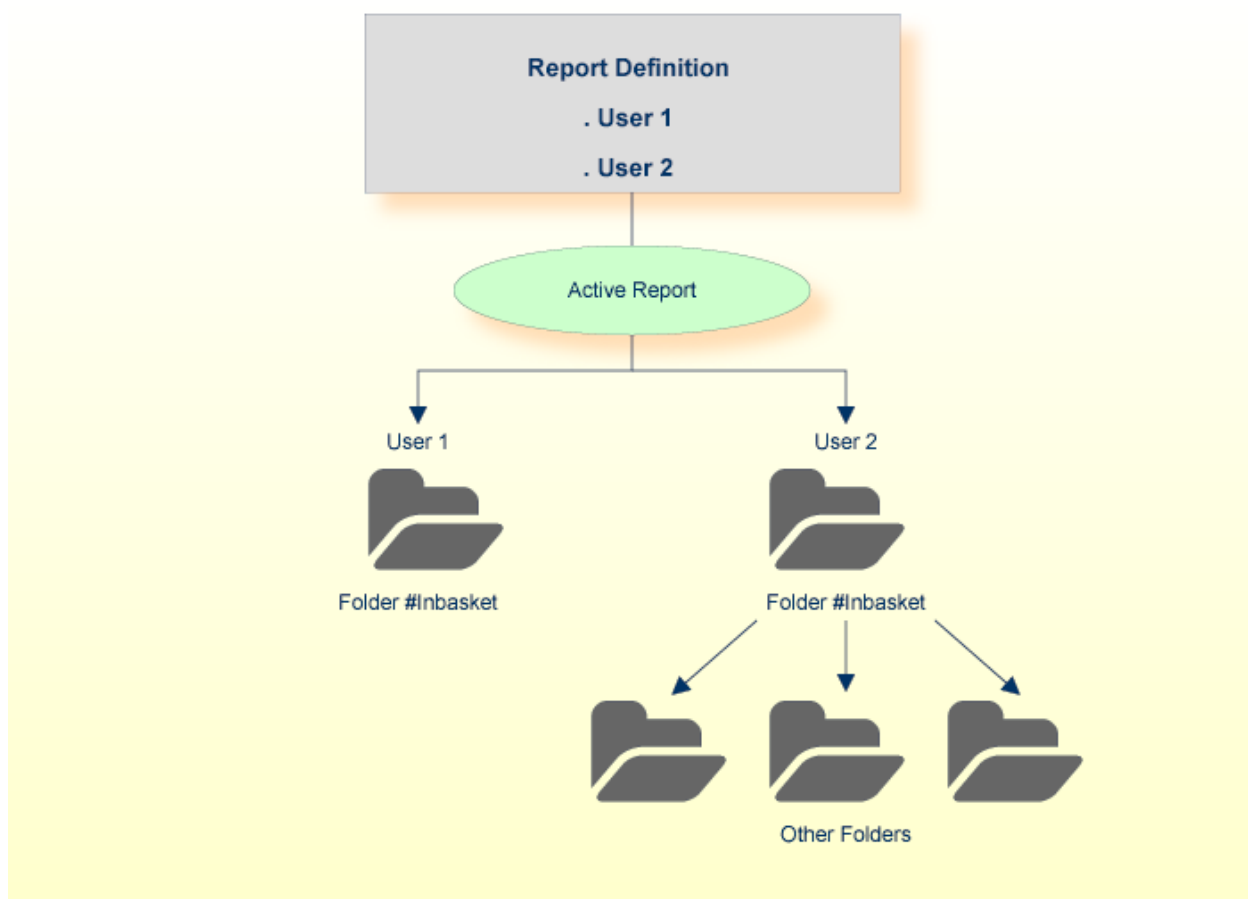 Report Definition
. User 1
. User 2
Active Report
User 1
User 2
Folder #Inbasket
Folder #Inbasket
Other Folders